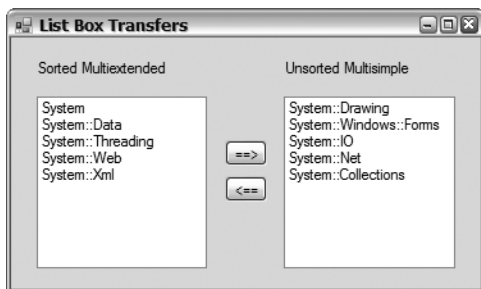 List Box Transfers
Sorted Multiextended
Unsorted Multisimple
System
System::Data
System::Threading
System::Web
System::Xml
==>
<==
System::Drawing
System::Windows::Forms
System::IO
System::Net
System::Collections